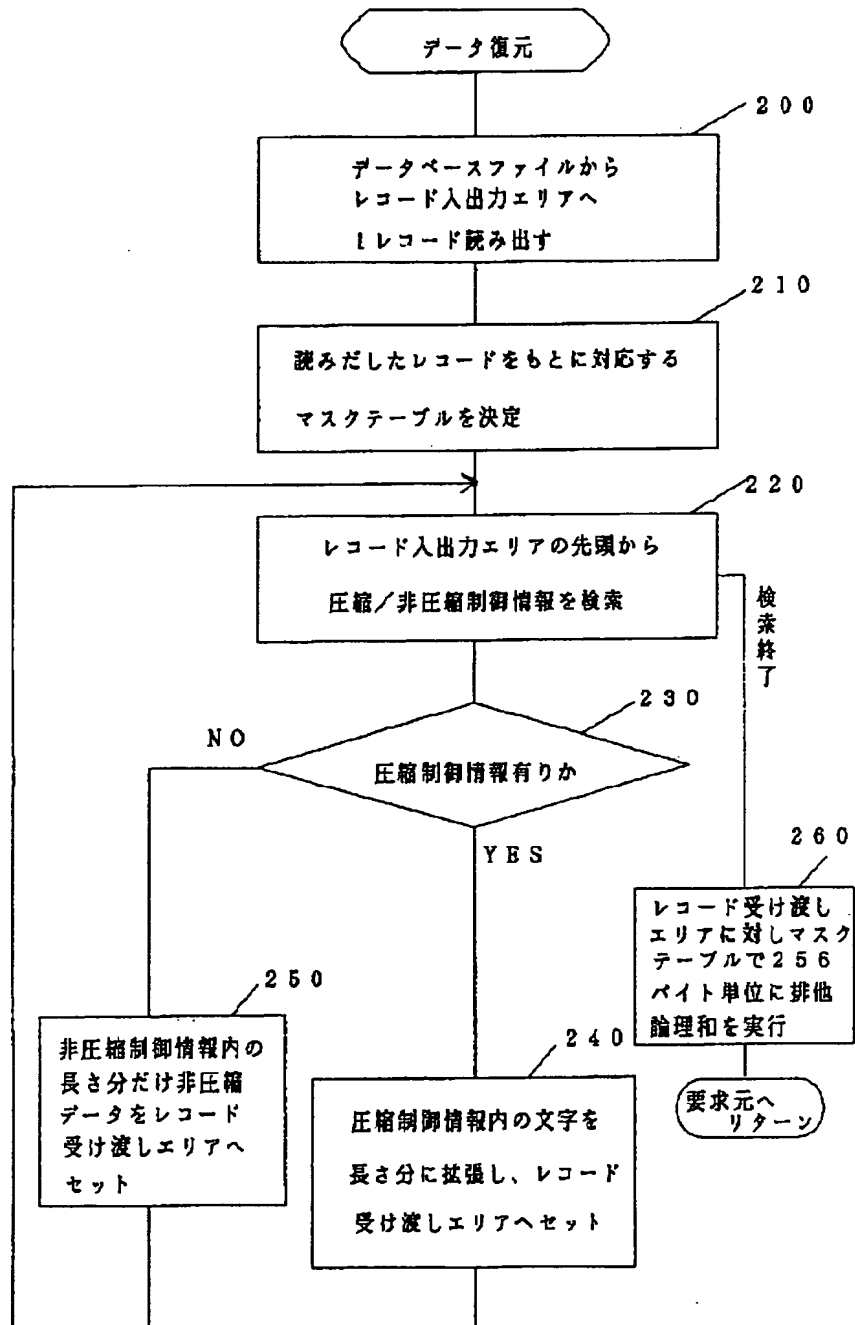 データ復元
200
データベースファイルから
レコード入出力エリアへ
1レコード読み出す
210
読みだしたレコードをもとに対応する
マスクテーブルを決定
220
レコード入出力エリアの先頭から
圧縮/非圧縮制御情報を検索
検索終了
230
NO
圧縮制御情報有りか
YES
260
レコード受け渡し
エリアに対しマスク
テーブルで256
バイト単位に排他
論理和を実行
250
非圧縮制御情報内の
長さ分だけ非圧縮
データをレコード
受け渡しエリアへ
セット
240
圧縮制御情報内の文字を
長さ分に拡張し、レコード
受け渡しエリアへセット
要求元へ
リターン